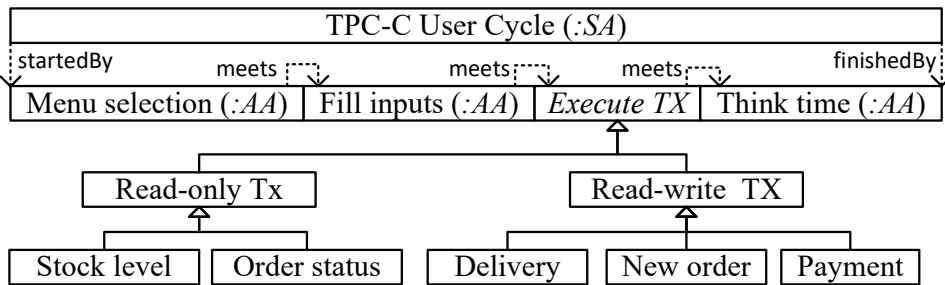 TPC-C User Cycle (:SA)
startedBy meets meets meets finishedBy
Menu selection (:AA) Fill inputs (:AA) Execute TX Think time (:AA)
Read-only Tx Read-write TX
Stock level Order status Delivery New order Payment